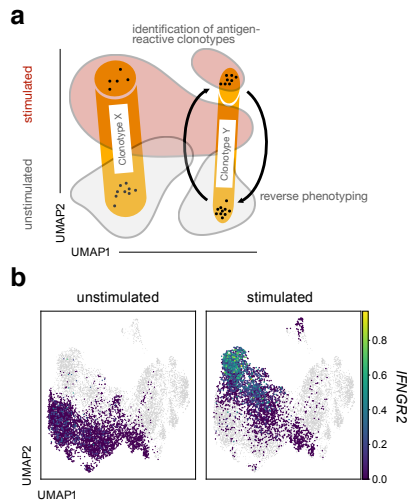 a
identification of antigen-
reactive clonotypes
stimulated
unstimulated
UMAP2
Clonotype X
Clonotype Y
reverse phenotyping
UMAP1
b
unstimulated
stimulated
UMAP2
UMAP1
0.8
0.6
0.4
0.2
0.0
IFNGR2